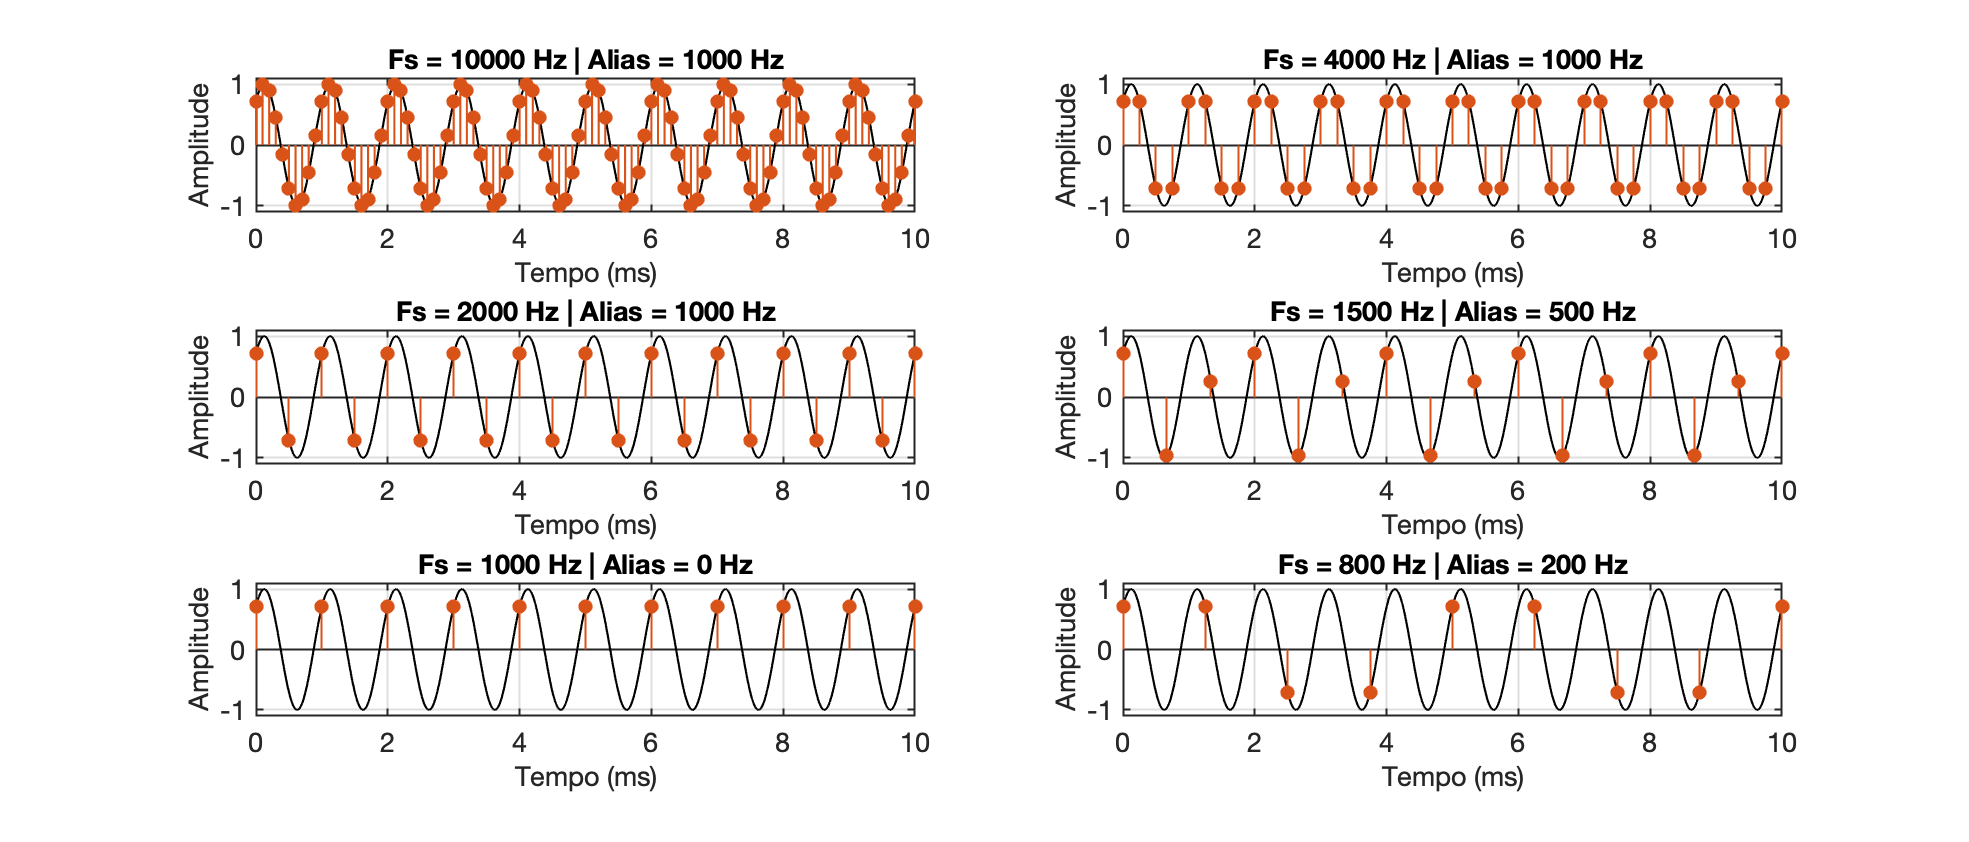 Fs = 10000 Hz | Alias = 1000 Hz
Amplitude
1
0
-1
0 2 4 6 8 10
Tempo (ms)
Fs = 4000 Hz | Alias = 1000 Hz
Amplitude
1
0
-1
0 2 4 6 8 10
Tempo (ms)
Fs = 2000 Hz | Alias = 1000 Hz
Amplitude
1
0
-1
0 2 4 6 8 10
Tempo (ms)
Fs = 1500 Hz | Alias = 500 Hz
Amplitude
1
0
-1
0 2 4 6 8 10
Tempo (ms)
Fs = 1000 Hz | Alias = 0 Hz
Amplitude
1
0
-1
0 2 4 6 8 10
Tempo (ms)
Fs = 800 Hz | Alias = 200 Hz
Amplitude
1
0
-1
0 2 4 6 8 10
Tempo (ms)